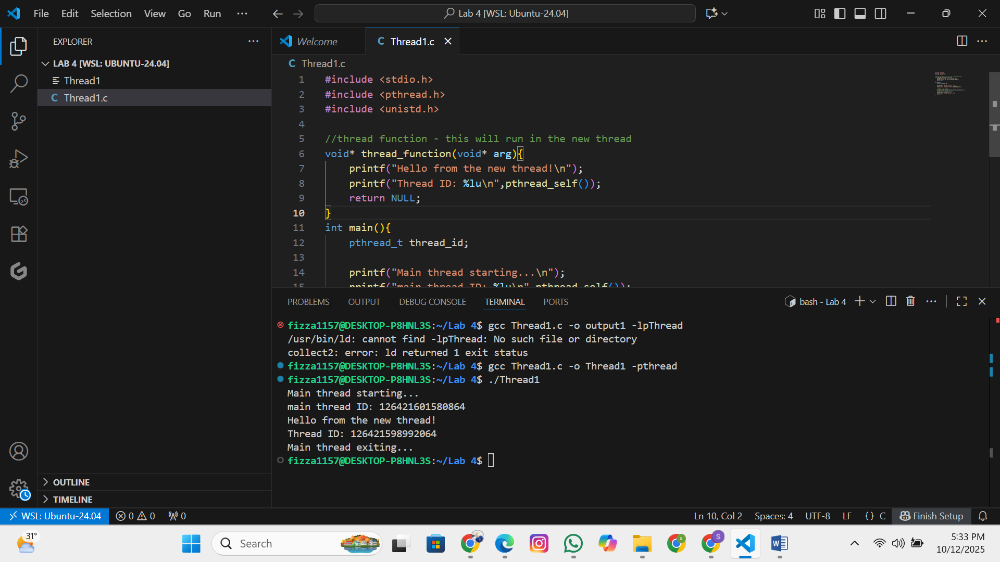 File Edit Selection View Go Run ···
Lab 4 [WSL: Ubuntu-24.04]
EXPLORER
LAB 4 [WSL: UBUNTU-24.04]
Thread1
C Thread1.c
OUTLINE
TIMELINE
Welcome
C Thread1.c
C Thread1.c
1 #include <stdio.h>
2 #include <pthread.h>
3 #include <unistd.h>
4
5 //thread function - this will run in the new thread
6 void* thread_function(void* arg){
7 printf("Hello from the new thread!\n");
8 printf("Thread ID: %lu\n",pthread_self());
9 return NULL;
10 }
11 int main(){
12 pthread_t thread_id;
13
14 printf("Main thread starting...\n");
15 printf("main thread ID: %lu\n",pthread_self());
PROBLEMS OUTPUT DEBUG CONSOLE TERMINAL PORTS
bash - Lab 4
fizza1157@DESKTOP-P8HNL3S:~/Lab 4$ gcc Thread1.c -o output1 -lpThread
/usr/bin/ld: cannot find -lpThread: No such file or directory
collect2: error: ld returned 1 exit status
fizza1157@DESKTOP-P8HNL3S:~/Lab 4$ gcc Thread1.c -o Thread1 -pthread
fizza1157@DESKTOP-P8HNL3S:~/Lab 4$ ./Thread1
Main thread starting...
main thread ID: 126421601580864
Hello from the new thread!
Thread ID: 126421598992064
Main thread exiting...
fizza1157@DESKTOP-P8HNL3S:~/Lab 4$
WSL: Ubuntu-24.04 0 0 0
Ln 10, Col 2 Spaces: 4 UTF-8 LF {} C Finish Setup
31°
Search
5:33 PM
10/12/2025